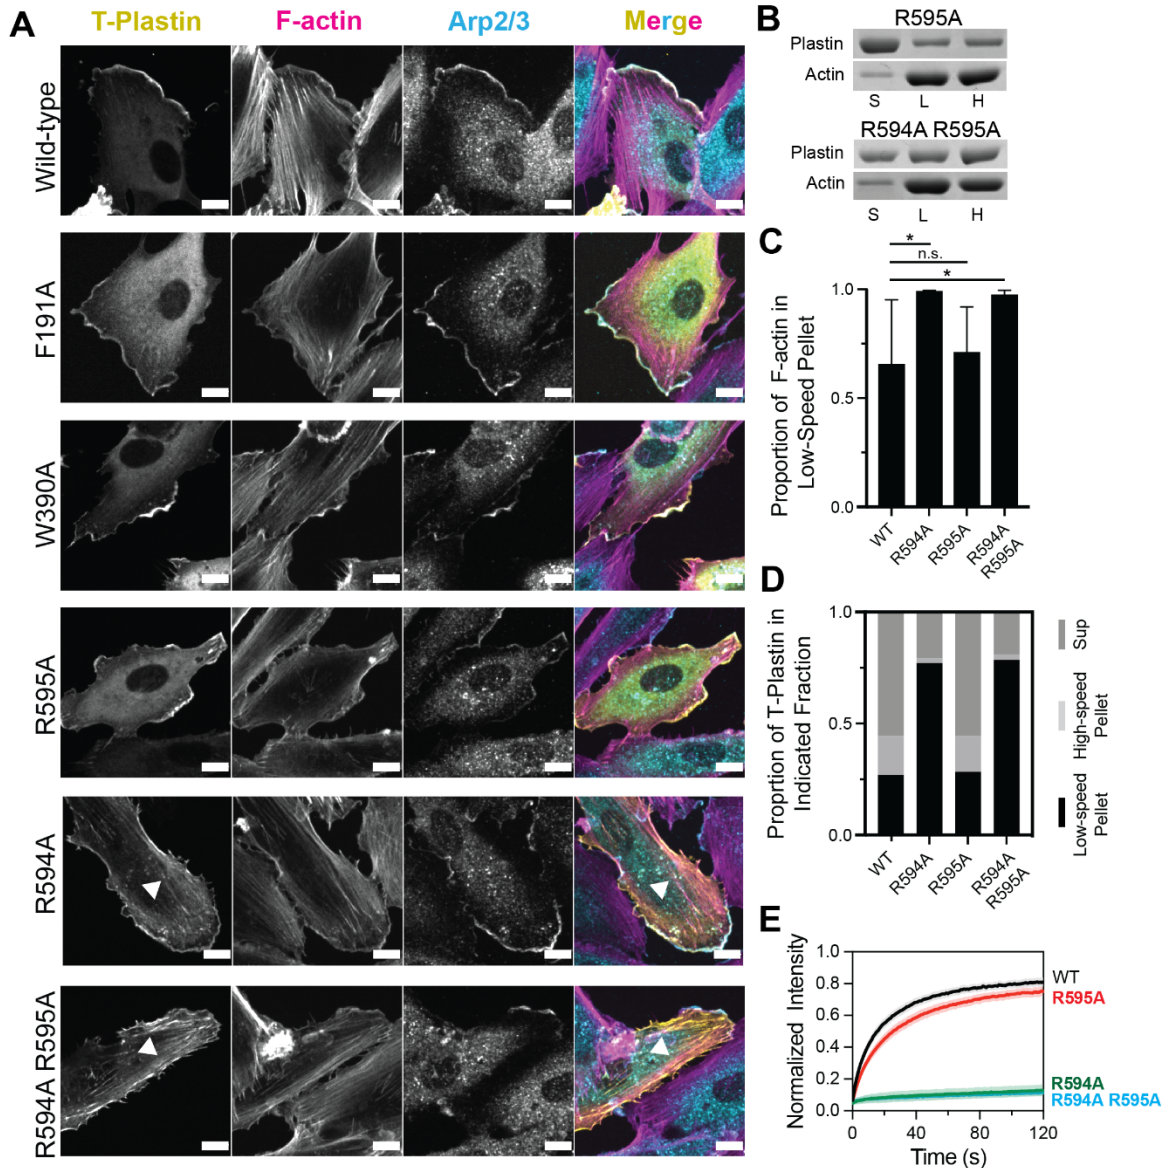 A
T-Plastin
F-actin
Arp2/3
Merge
Wild-type
F191A
W390A
R595A
R594A
R594A R595A
B
R595A
Plastin
Actin
S L H
R594A R595A
Plastin
Actin
S L H
C
*
n.s.
*
Proportion of F-actin in
Low-Speed Pellet
1.0
0.5
0.0
WT
R594A
R595A
R594A
R595A
D
Proprtion of T-Plastin in
Indicated Fraction
1.0
0.5
0.0
WT
R594A
R595A
R594A
R595A
Sup
High-speed
Pellet
Low-speed
Pellet
E
Normalized Intensity
1.0
0.8
0.6
0.4
0.2
0.0
0 40 80 120
Time (s)
WT
R595A
R594A
R594A R595A